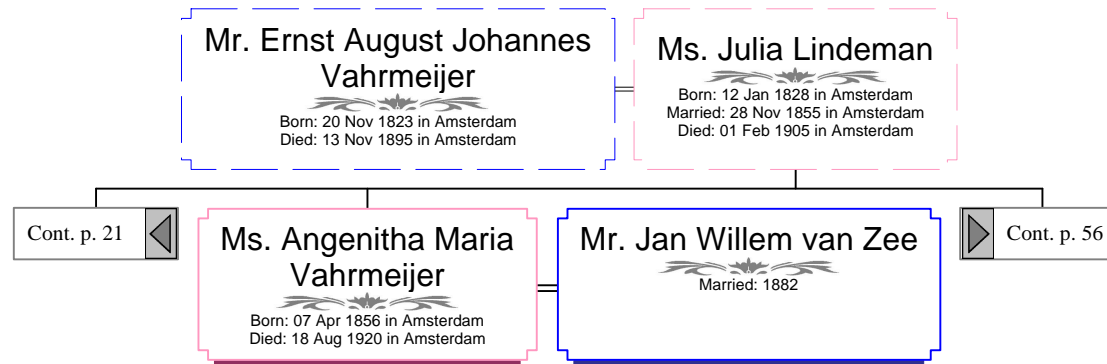 Mr. Ernst August Johannes
Vahrmeijer
Born: 20 Nov 1823 in Amsterdam
Died: 13 Nov 1895 in Amsterdam
Ms. Julia Lindeman
Born: 12 Jan 1828 in Amsterdam
Married: 28 Nov 1855 in Amsterdam
Died: 01 Feb 1905 in Amsterdam
Cont. p. 21
Ms. Angenitha Maria
Vahrmeijer
Born: 07 Apr 1856 in Amsterdam
Died: 18 Aug 1920 in Amsterdam
Mr. Jan Willem van Zee
Married: 1882
Cont. p. 56